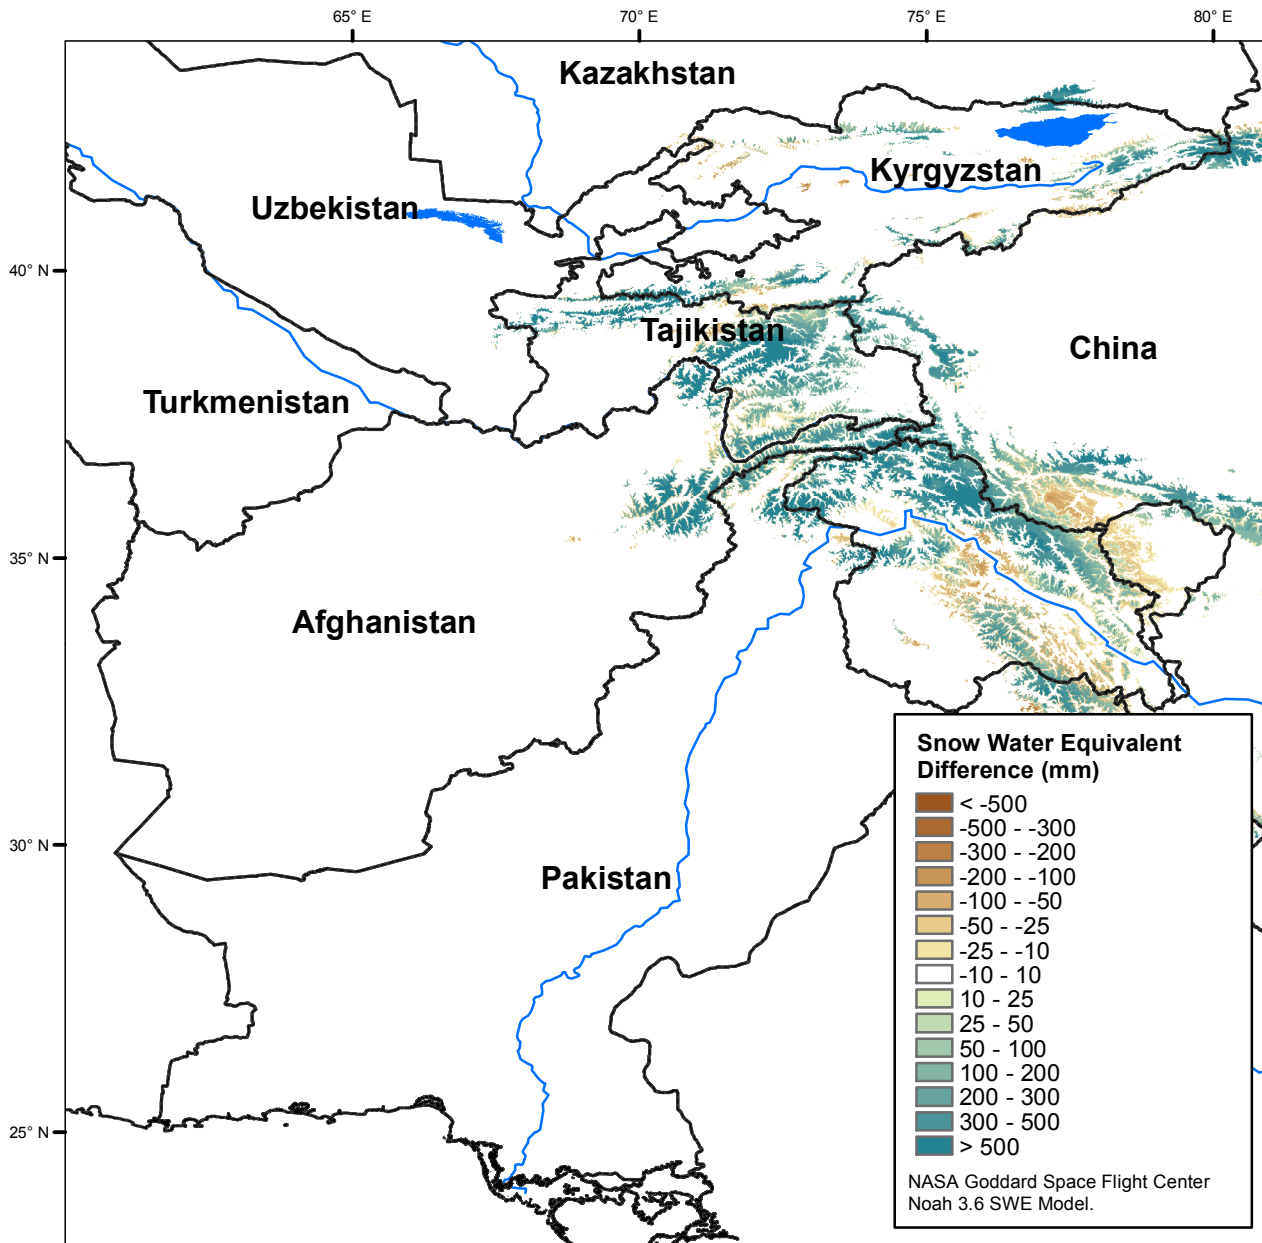 65° E
70° E
75° E
80° E
Kazakhstan
Kyrgyzstan
Uzbekistan
40° N
Tajikistan
China
Turkmenistan
35° N
Afghanistan
Snow Water Equivalent
Difference (mm)
< -500
-500 - -300
-300 - -200
-200 - -100
-100 - -50
-50 - -25
-25 - -10
-10 - 10
10 - 25
25 - 50
50 - 100
100 - 200
200 - 300
300 - 500
> 500
NASA Goddard Space Flight Center
Noah 3.6 SWE Model.
30° N
Pakistan
25° N